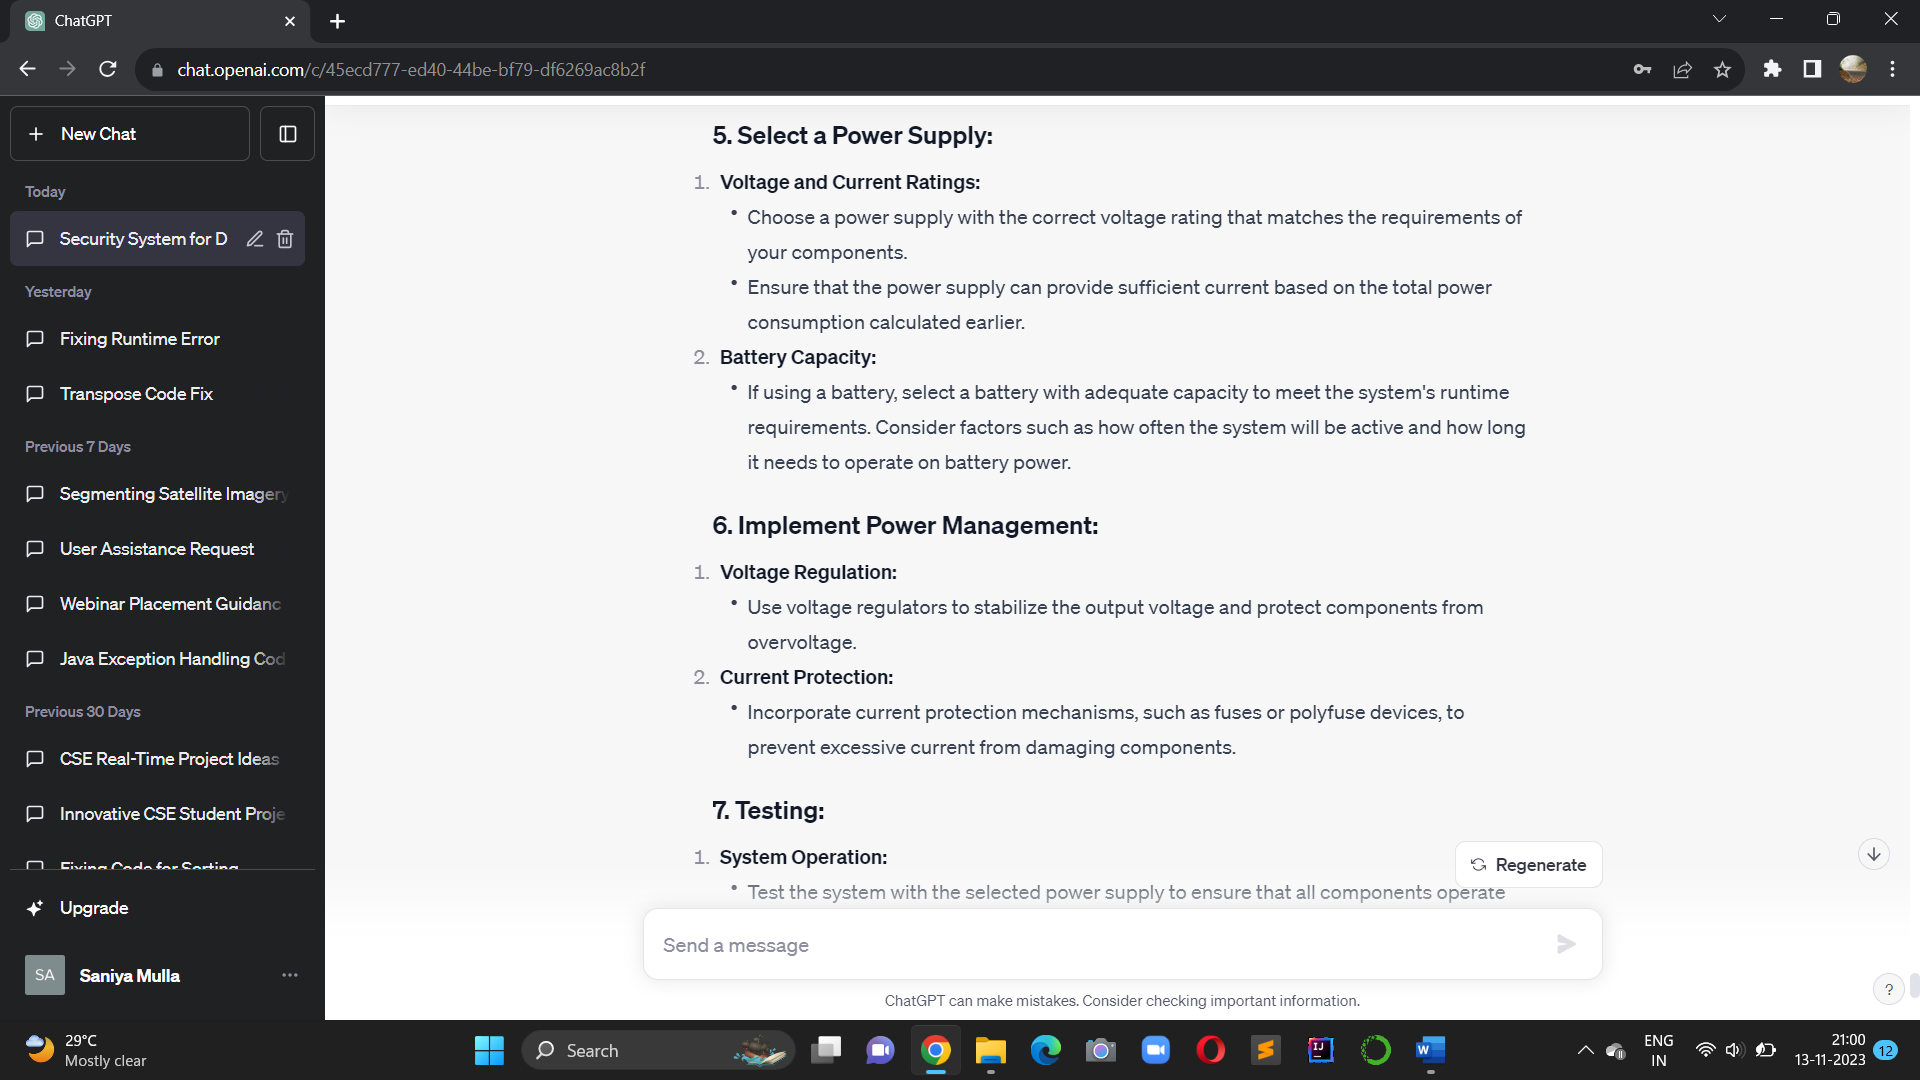 ChatGPT
chat.openai.com/c/45ecd777-ed40-44be-bf79-df6269ac8b2f
New Chat
Today
Security System for D
Yesterday
Fixing Runtime Error
Transpose Code Fix
Previous 7 Days
Segmenting Satellite Imagery
User Assistance Request
Webinar Placement Guidanc
Java Exception Handling Cod
Previous 30 Days
CSE Real-Time Project Ideas
Innovative CSE Student Proje
Fixing Code for Sorting
Upgrade
SA
Saniya Mulla
5. Select a Power Supply:
1. Voltage and Current Ratings:
• Choose a power supply with the correct voltage rating that matches the requirements of
your components.
• Ensure that the power supply can provide sufficient current based on the total power
consumption calculated earlier.
2. Battery Capacity:
• If using a battery, select a battery with adequate capacity to meet the system's runtime
requirements. Consider factors such as how often the system will be active and how long
it needs to operate on battery power.
6. Implement Power Management:
1. Voltage Regulation:
• Use voltage regulators to stabilize the output voltage and protect components from
overvoltage.
2. Current Protection:
• Incorporate current protection mechanisms, such as fuses or polyfuse devices, to
prevent excessive current from damaging components.
7. Testing:
1. System Operation:
• Test the system with the selected power supply to ensure that all components operate
Regenerate
Send a message
ChatGPT can make mistakes. Consider checking important information.
?
29°C
Mostly clear
Search
IJ
W
ENG
IN
21:00
13-11-2023
12